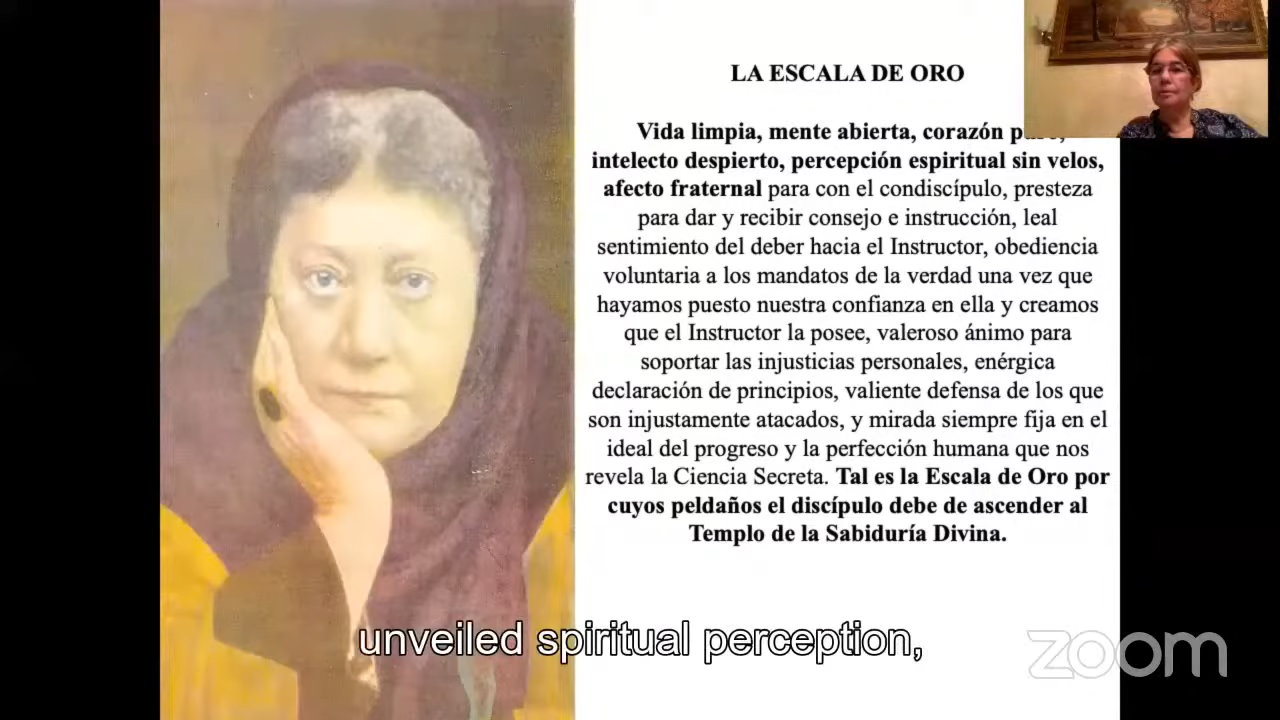 LA ESCALA DE ORO
Vida limpia, mente abierta, corazón
intelecto despierto, percepción espiritual sin velos,
afecto fraternal para con el condiscípulo, presteza
para dar y recibir consejo e instrucción, leal
sentimiento del deber hacia el Instructor, obediencia
voluntaria a los mandatos de la verdad una vez que
hayamos puesto nuestra confianza en ella y creamos
que el Instructor la posee, valeroso ánimo para
soportar las injusticias personales, enérgica
declaración de principios, valiente defensa de los que
son injustamente atacados, y mirada siempre fija en el
ideal del progreso y la perfección humana que nos
revela la Ciencia Secreta. Tal es la Escala de Oro por
cuyos peldaños el discípulo debe de ascender al
Templo de la Sabiduría Divina.
unveiled spiritual perception,
zoom